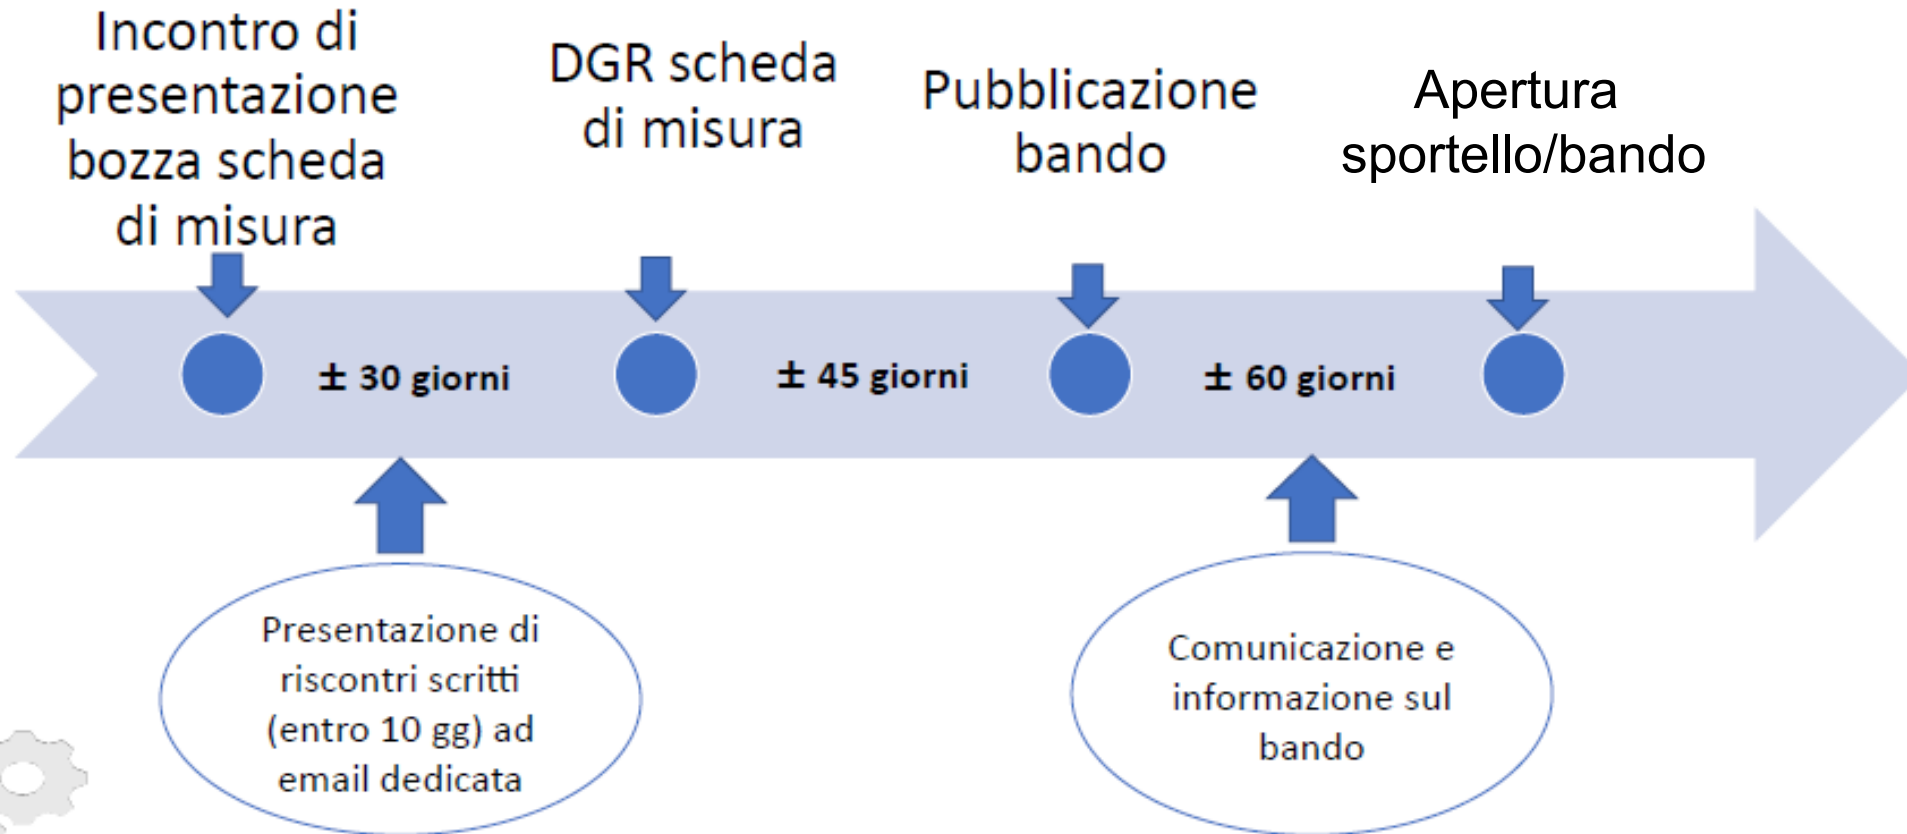 Incontro di
presentazione
bozza scheda
di misura
DGR scheda
di misura
Pubblicazione
bando
Apertura
sportello/bando
± 30 giorni
± 45 giorni
± 60 giorni
Presentazione di
riscontri scritti
(entro 10 gg) ad
email dedicata
Comunicazione e
informazione sul
bando